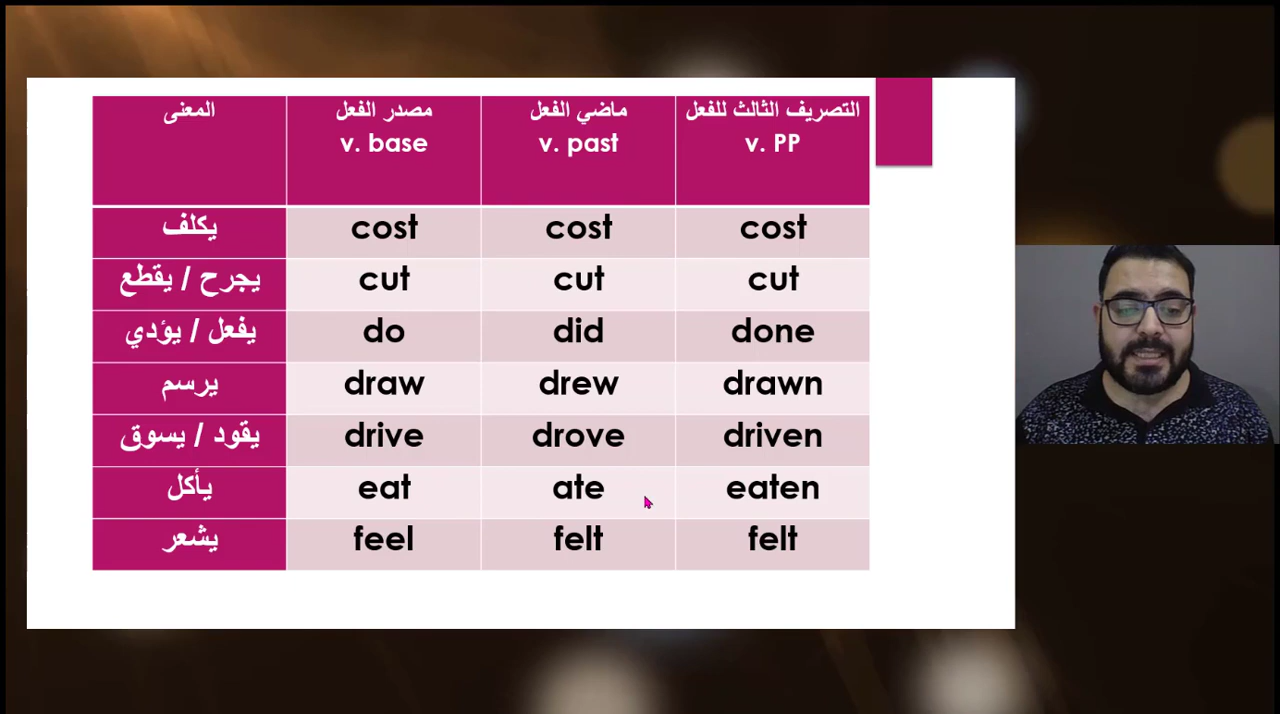 المعنى
مصدر الفعل
v. base
ماضي الفعل
v. past
التصريف الثالث للفعل
v. PP
يكلف cost cost cost
يجرح / يقطع cut cut cut
يفعل / يؤدي do did done
يرسم draw drew drawn
يقود / يسوق drive drove driven
يأكل eat ate eaten
يشعر feel felt felt